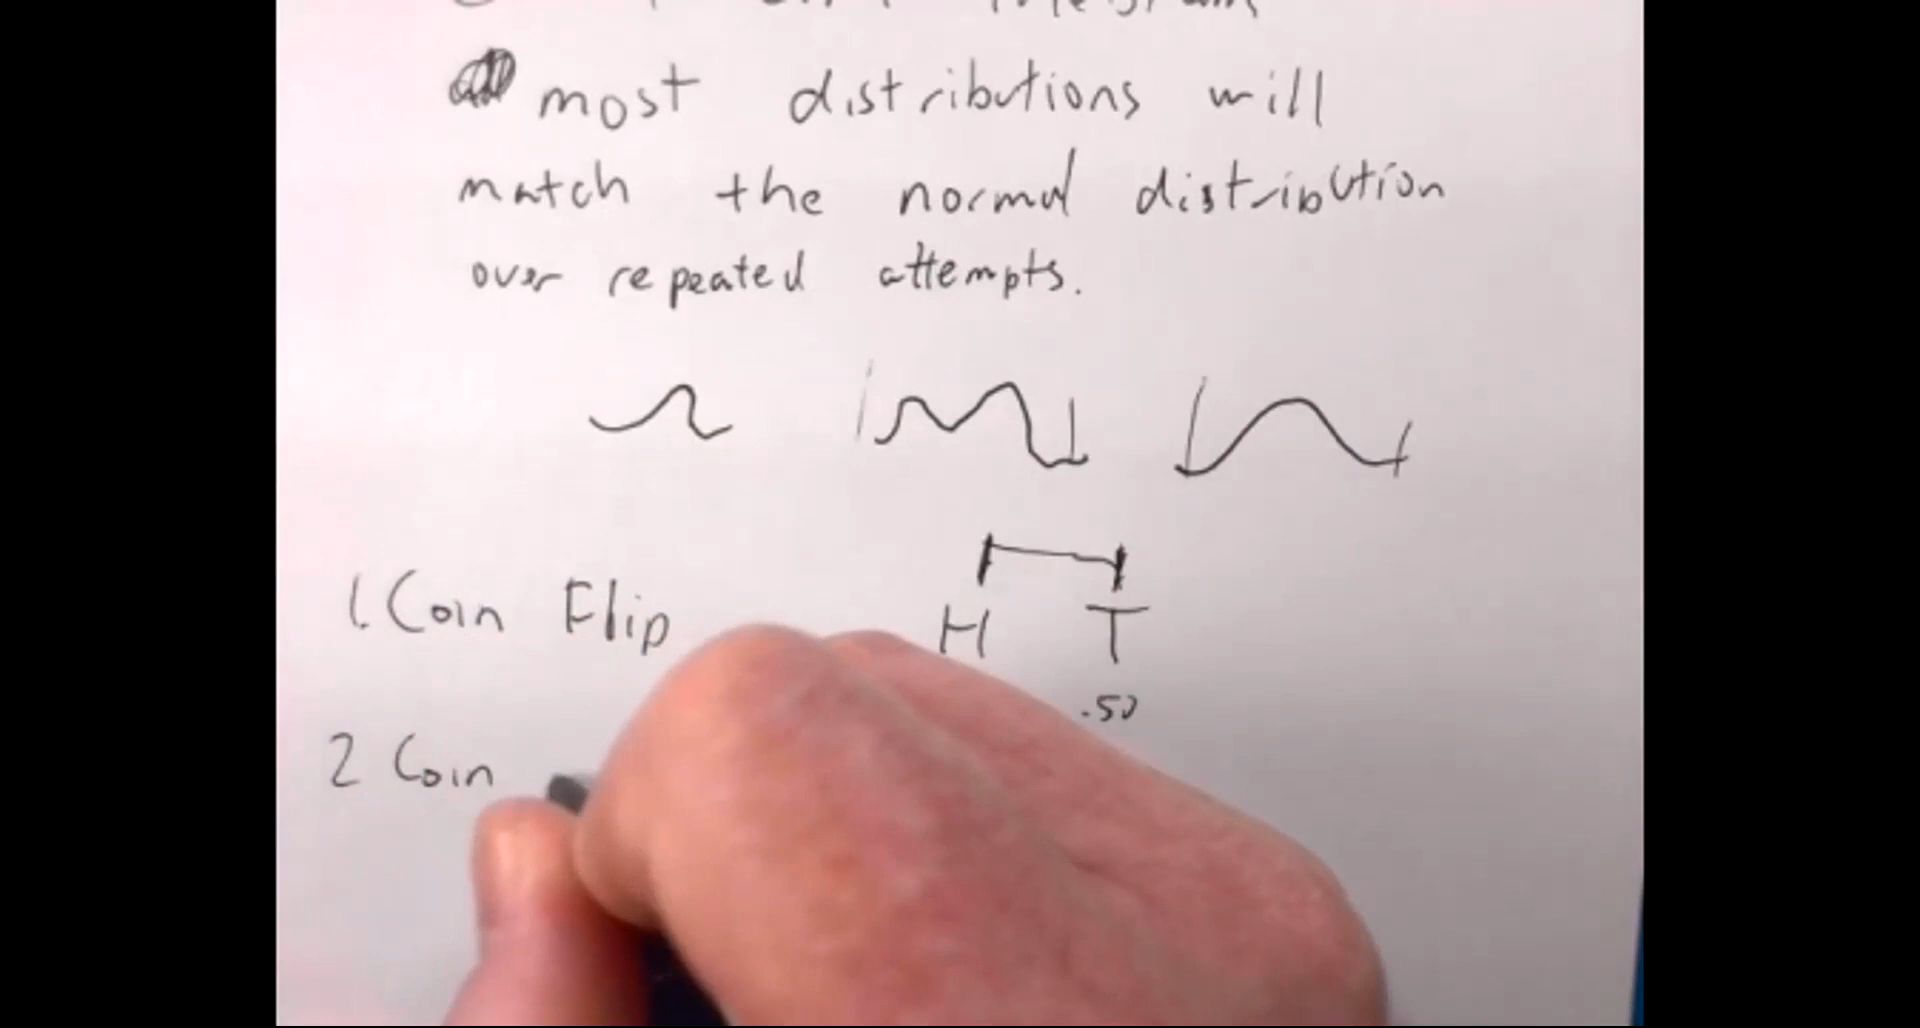 most distributions will
match the normal distribution
over repeated attempts.
1. Coin Flip
H T
.50
2 Coin